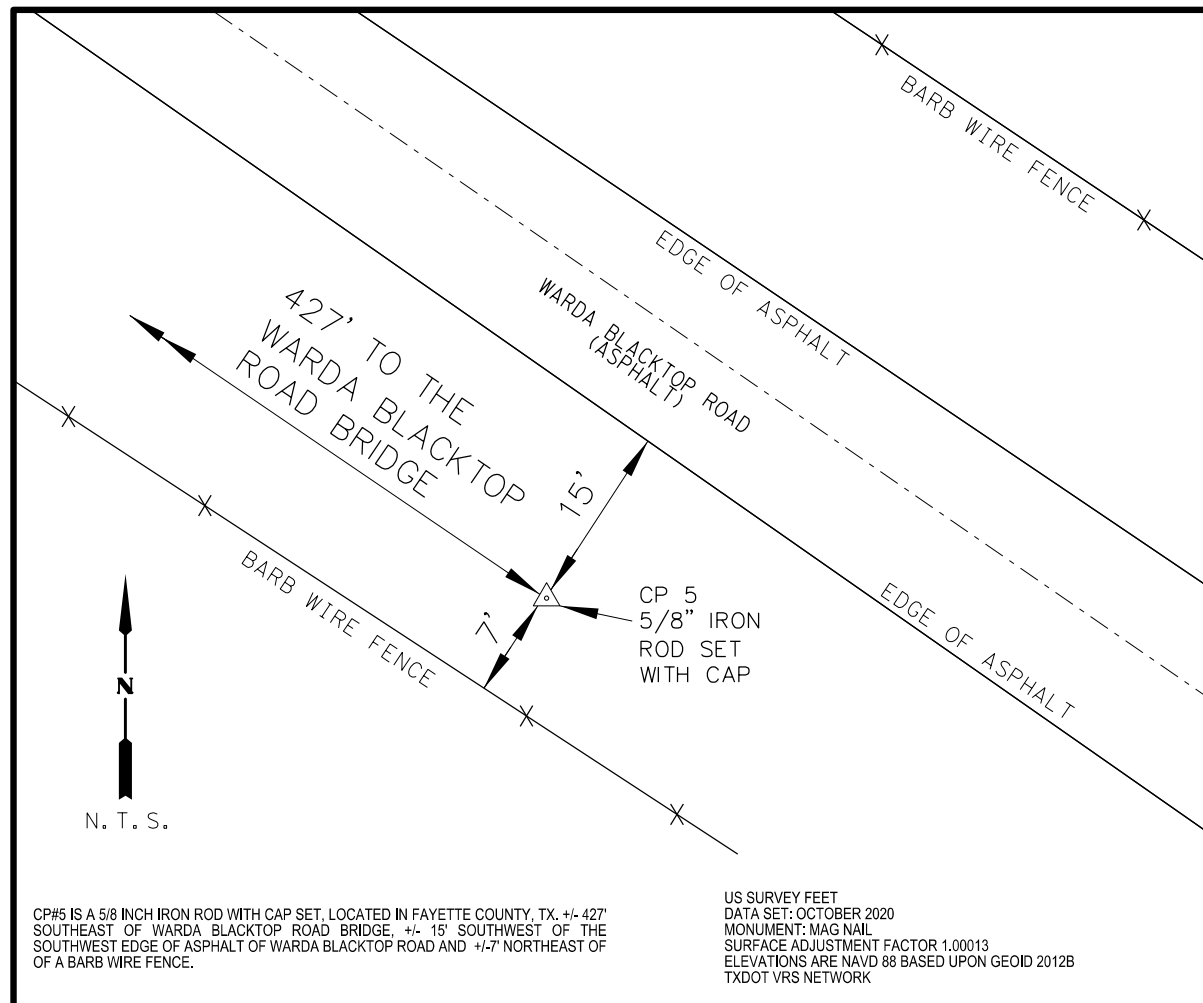 BARB WIRE FENCE
EDGE OF ASPHALT
WARDA BLACKTOP ROAD
(ASPHALT)
427' TO THE
WARDA BLACKTOP
ROAD BRIDGE
15'
7'
CP 5
5/8" IRON
ROD SET
WITH CAP
EDGE OF ASPHALT
BARB WIRE FENCE
N
N.T.S.
CP#5 IS A 5/8 INCH IRON ROD WITH CAP SET, LOCATED IN FAYETTE COUNTY, TX. +/- 427'
SOUTHEAST OF WARDA BLACKTOP ROAD BRIDGE, +/- 15' SOUTHWEST OF THE
SOUTHWEST EDGE OF ASPHALT OF WARDA BLACKTOP ROAD AND +/-7' NORTHEAST OF
OF A BARB WIRE FENCE.
US SURVEY FEET
DATA SET: OCTOBER 2020
MONUMENT: MAG NAIL
SURFACE ADJUSTMENT FACTOR 1.00013
ELEVATIONS ARE NAVD 88 BASED UPON GEOID 2012B
TXDOT VRS NETWORK